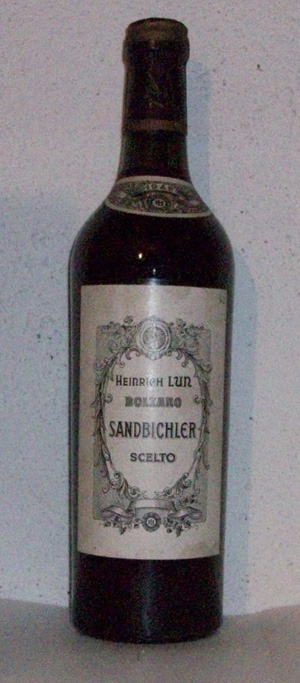 HEINRICH LUN
BOLZANO
SANDBICHLER
SCELTO